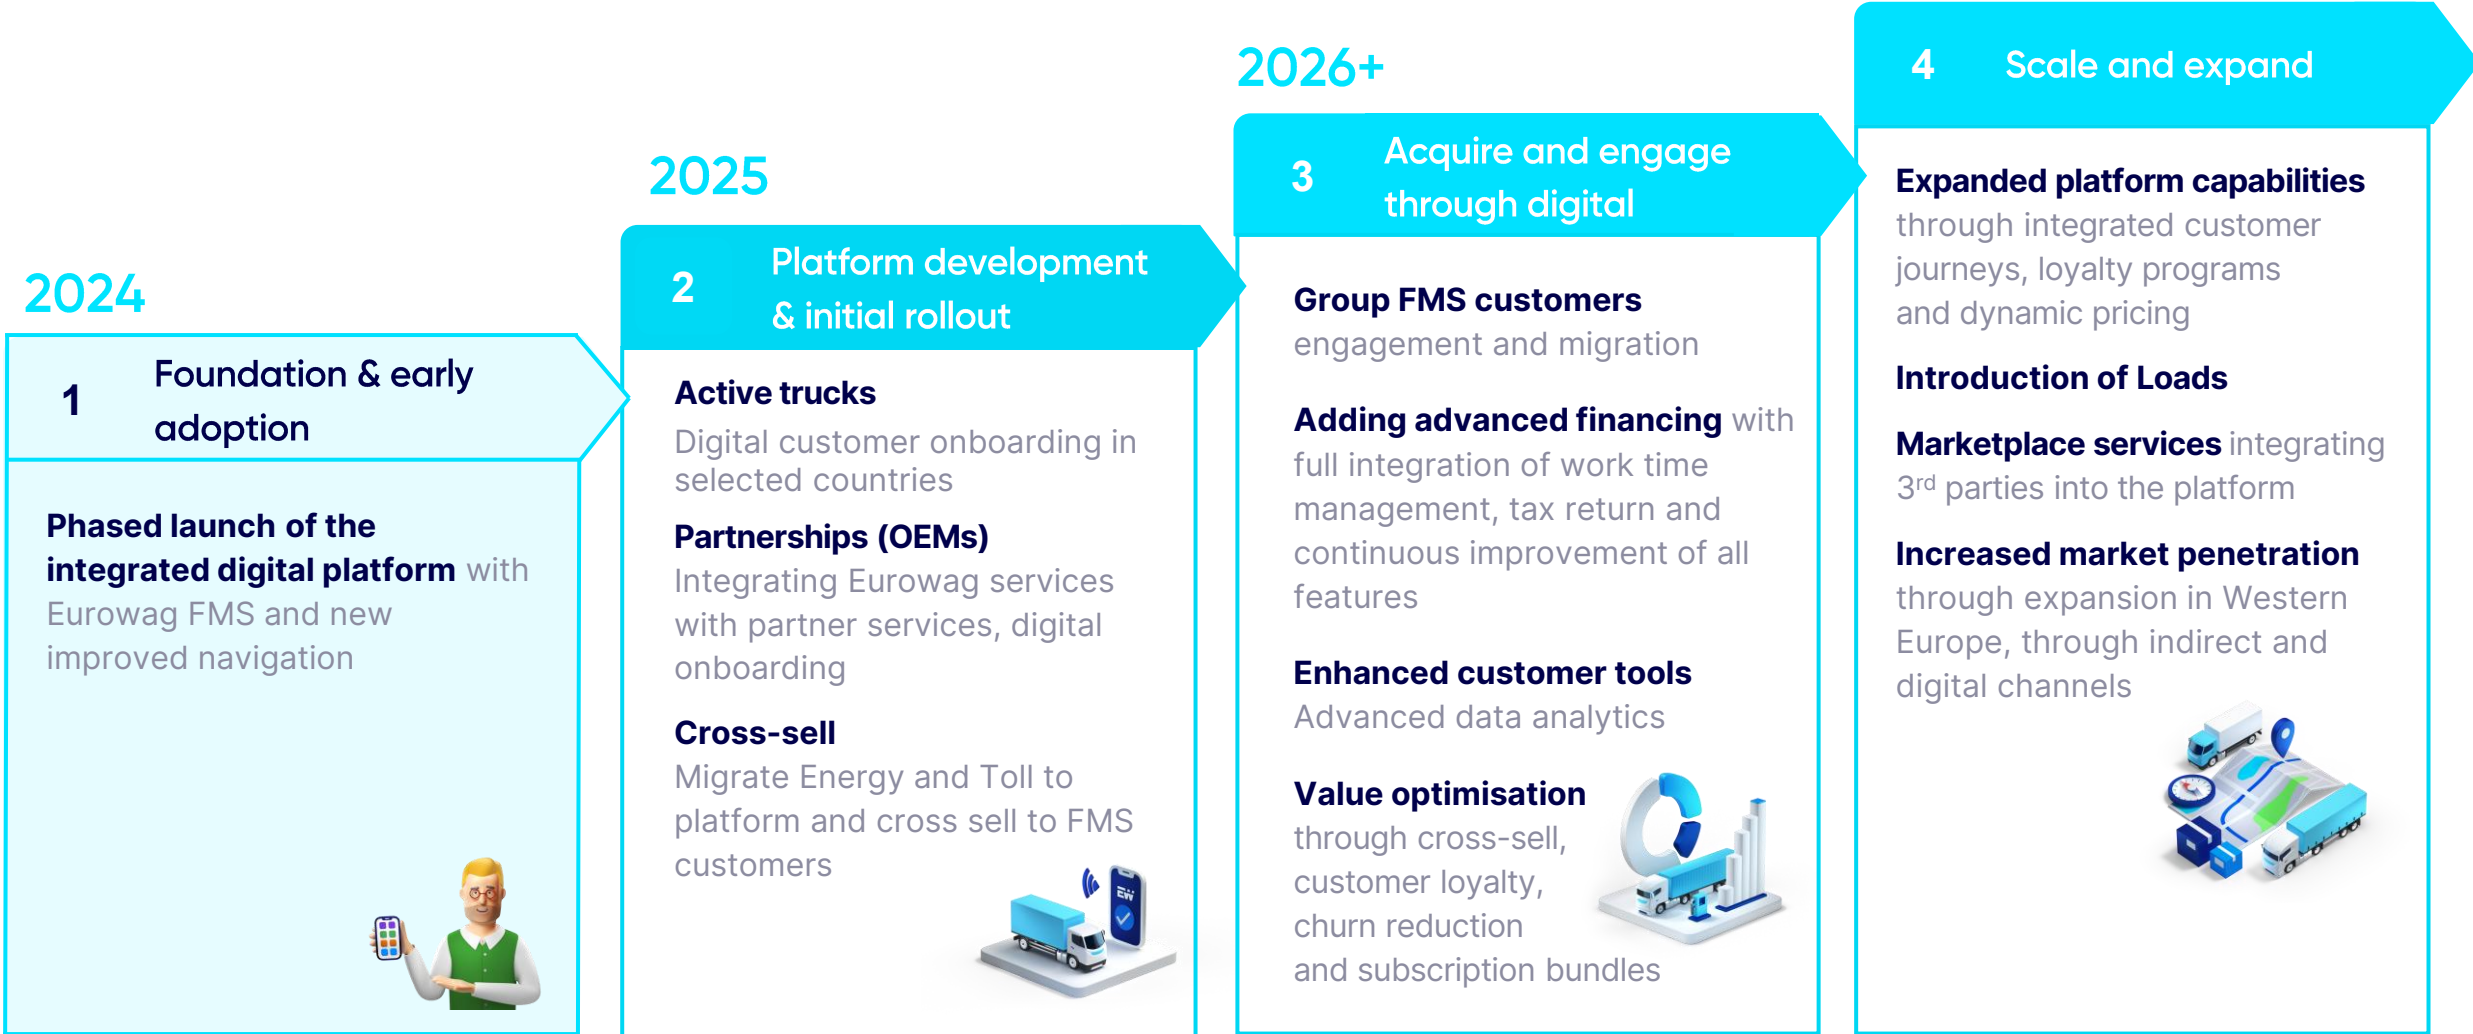 2024
1
Foundation & early
adoption
Phased launch of the
integrated digital platform with
Eurowag FMS and new
improved navigation
2025
2
Platform development
& initial rollout
Active trucks
Digital customer onboarding in
selected countries
Partnerships (OEMs)
Integrating Eurowag services
with partner services, digital
onboarding
Cross-sell
Migrate Energy and Toll to
platform and cross sell to FMS
customers
EW
2026+
3
Acquire and engage
through digital
Group FMS customers
engagement and migration
Adding advanced financing with
full integration of work time
management, tax return and
continuous improvement of all
features
Enhanced customer tools
Advanced data analytics
Value optimisation
through cross-sell,
customer loyalty,
churn reduction
and subscription bundles
4
Scale and expand
Expanded platform capabilities
through integrated customer
journeys, loyalty programs
and dynamic pricing
Introduction of Loads
Marketplace services integrating
3rd parties into the platform
Increased market penetration
through expansion in Western
Europe, through indirect and
digital channels